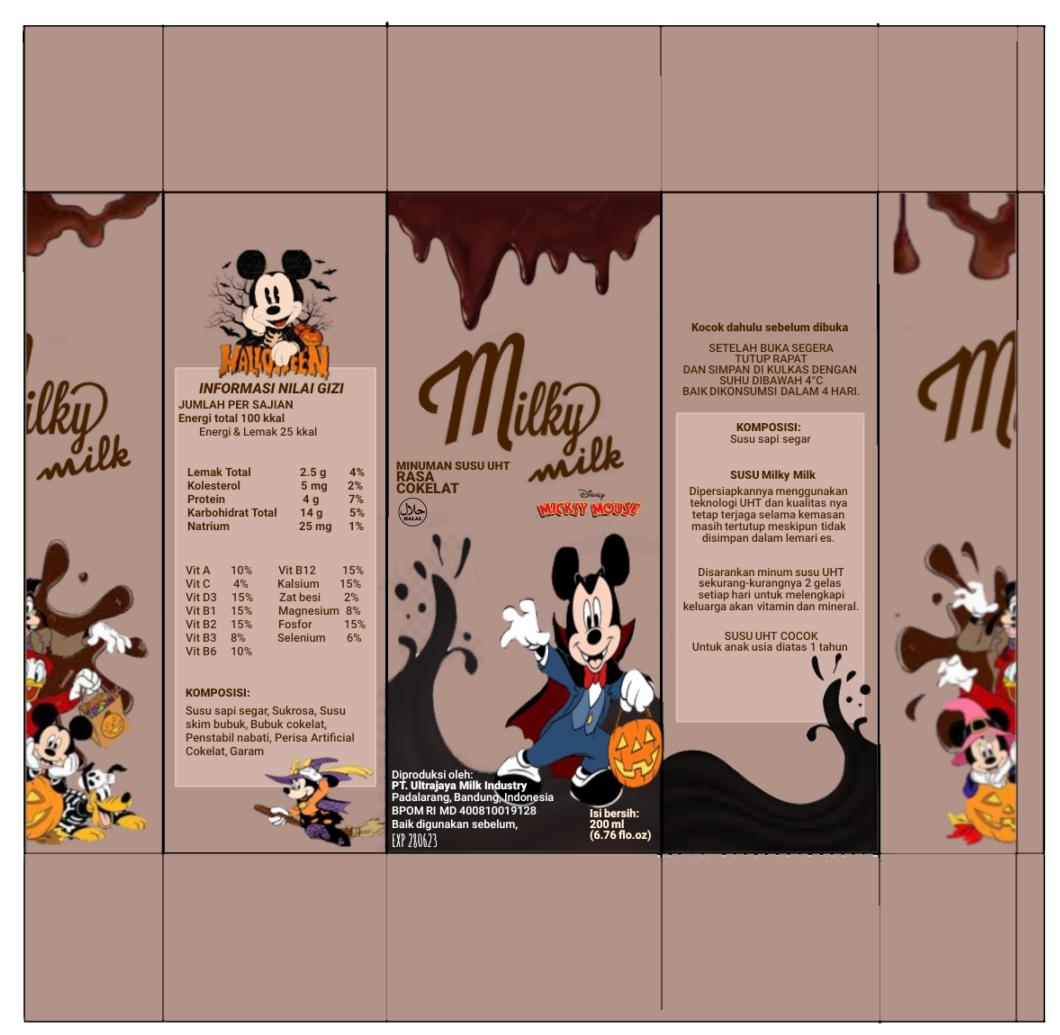 ilky
milk
HALLOWEEN
INFORMASI NILAI GIZI
JUMLAH PER SAJIAN
Energi total 100 kkal
Energi & Lemak 25 kkal
Lemak Total 2.5 g 4%
Kolesterol 5 mg 2%
Protein 4 g 7%
Karbohidrat Total 14 g 5%
Natrium 25 mg 1%
Vit A 10% Vit B12 15%
Vit C 4% Kalsium 15%
Vit D3 15% Zat besi 2%
Vit B1 15% Magnesium 8%
Vit B2 15% Fosfor 15%
Vit B3 8% Selenium 6%
Vit B6 10%
KOMPOSISI:
Susu sapi segar, Sukrosa, Susu
skim bubuk, Bubuk cokelat,
Penstabil nabati, Perisa Artificial
Cokelat, Garam
Milky
milk
MINUMAN SUSU UHT
RASA
COKELAT
حلال
HALAL
Disney
MICKEY MOUSE
Diproduksi oleh:
PT. Ultrajaya Milk Industry
Padalarang, Bandung, Indonesia
BPOM RI MD 400810019128
Baik digunakan sebelum,
EXP 280623
Isi bersih:
200 ml
(6.76 flo.oz)
Kocok dahulu sebelum dibuka
SETELAH BUKA SEGERA
TUTUP RAPAT
DAN SIMPAN DI KULKAS DENGAN
SUHU DIBAWAH 4°C
BAIK DIKONSUMSI DALAM 4 HARI.
KOMPOSISI:
Susu sapi segar
SUSU Milky Milk
Dipersiapkannya menggunakan
teknologi UHT dan kualitas nya
tetap terjaga selama kemasan
masih tertutup meskipun tidak
disimpan dalam lemari es.
Disarankan minum susu UHT
sekurang-kurangnya 2 gelas
setiap hari untuk melengkapi
keluarga akan vitamin dan mineral.
SUSU UHT COCOK
Untuk anak usia diatas 1 tahun
M